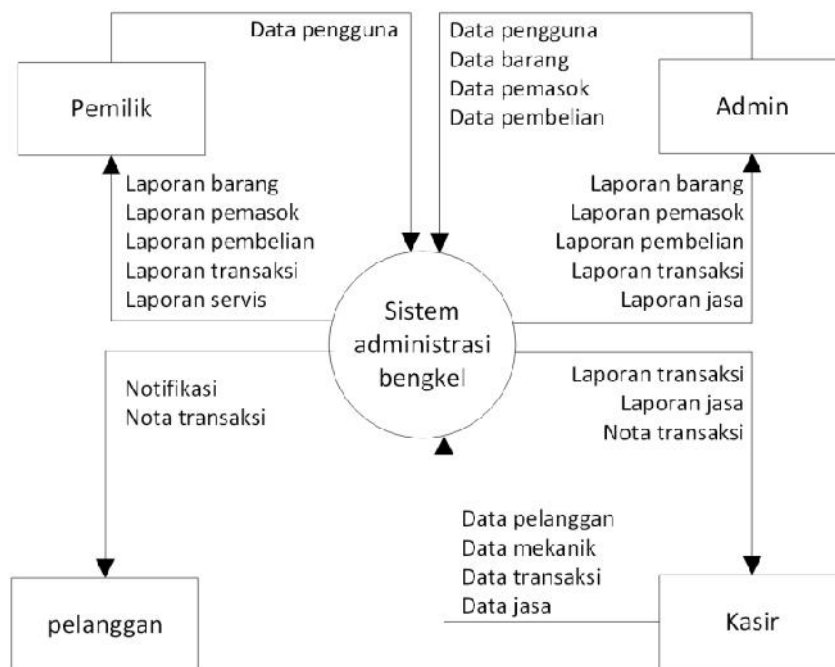 Data pengguna
Data pengguna
Data barang
Data pemasok
Data pembelian
Pemilik
Admin
Laporan barang
Laporan pemasok
Laporan pembelian
Laporan transaksi
Laporan servis
Laporan barang
Laporan pemasok
Laporan pembelian
Laporan transaksi
Laporan jasa
Sistem
administrasi
bengkel
Notifikasi
Nota transaksi
Laporan transaksi
Laporan jasa
Nota transaksi
Data pelanggan
Data mekanik
Data transaksi
Data jasa
pelanggan
Kasir